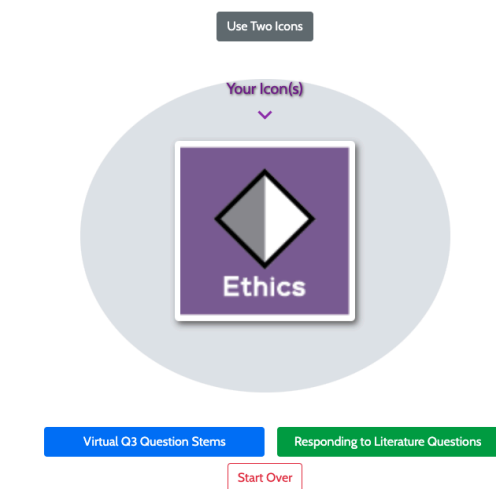 Use Two Icons
Your Icon(s)
Ethics
Virtual Q3 Question Stems
Responding to Literature Questions
Start Over